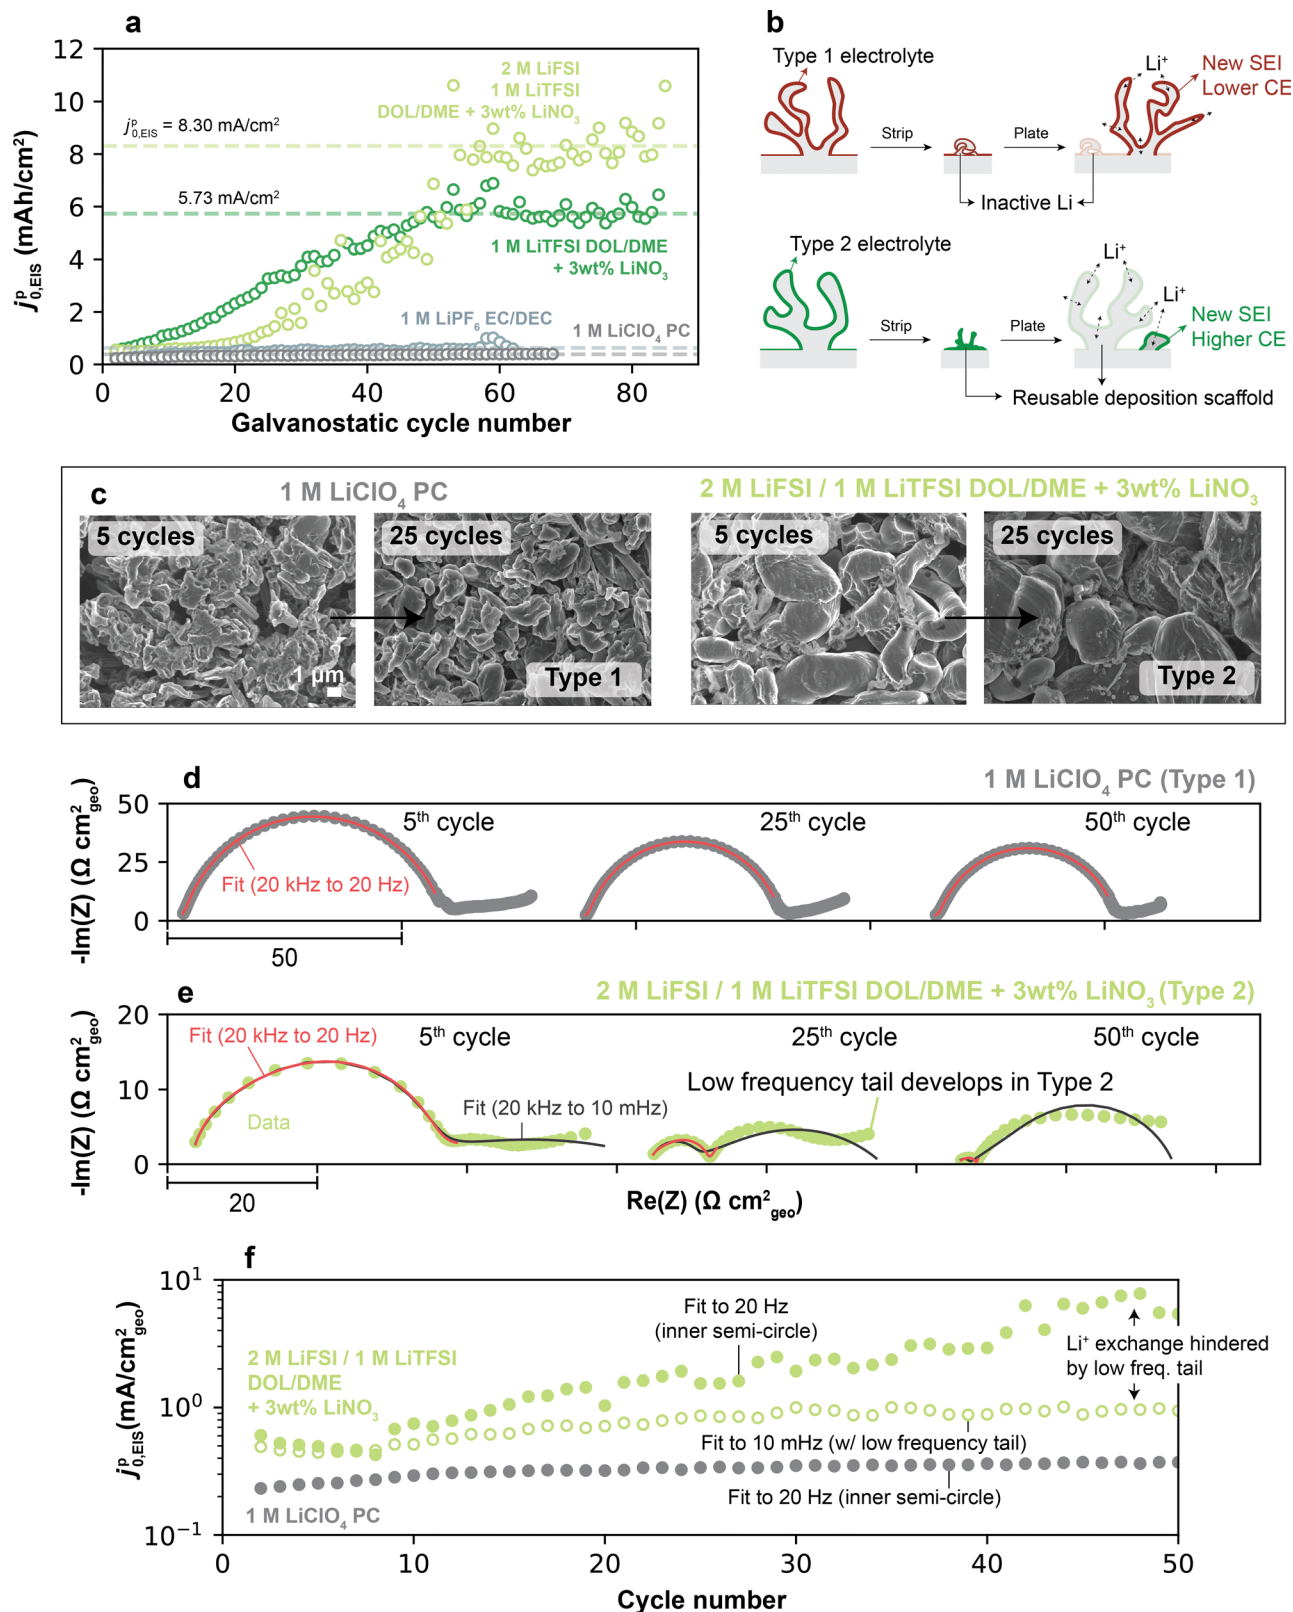 a
12
10
8
6
4
2
0
0
20
40
60
80
j^p_0,EIS (mAh/cm²)
Galvanostatic cycle number
2 M LiFSI
1 M LiTFSI
DOL/DME + 3wt% LiNO₃
j^p_0,EIS = 8.30 mA/cm²
5.73 mA/cm²
1 M LiTFSI DOL/DME
+ 3wt% LiNO₃
1 M LiPF₆ EC/DEC
1 M LiClO₄ PC
b
Type 1 electrolyte
Li⁺
New SEI
Lower CE
Strip
Plate
Inactive Li
Type 2 electrolyte
Li⁺
Li⁺
New SEI
Higher CE
Strip
Plate
Reusable deposition scaffold
c
1 M LiClO₄ PC
2 M LiFSI / 1 M LiTFSI DOL/DME + 3wt% LiNO₃
5 cycles
25 cycles
5 cycles
25 cycles
1 μm
Type 1
Type 2
d
1 M LiClO₄ PC (Type 1)
50
25
0
-Im(Z) (Ω cm²geo)
5th cycle
25th cycle
50th cycle
Fit (20 kHz to 20 Hz)
50
e
2 M LiFSI / 1 M LiTFSI DOL/DME + 3wt% LiNO₃ (Type 2)
20
10
0
-Im(Z) (Ω cm²geo)
Fit (20 kHz to 20 Hz)
5th cycle
25th cycle
50th cycle
Low frequency tail develops in Type 2
Data
Fit (20 kHz to 10 mHz)
20
Re(Z) (Ω cm²geo)
f
10¹
10⁰
10⁻¹
j^p_0,EIS (mA/cm²geo)
Fit to 20 Hz
(inner semi-circle)
Li⁺ exchange hindered
by low freq. tail
2 M LiFSI / 1 M LiTFSI
DOL/DME
+ 3wt% LiNO₃
Fit to 10 mHz (w/ low frequency tail)
Fit to 20 Hz (inner semi-circle)
1 M LiClO₄ PC
0
10
20
30
40
50
Cycle number